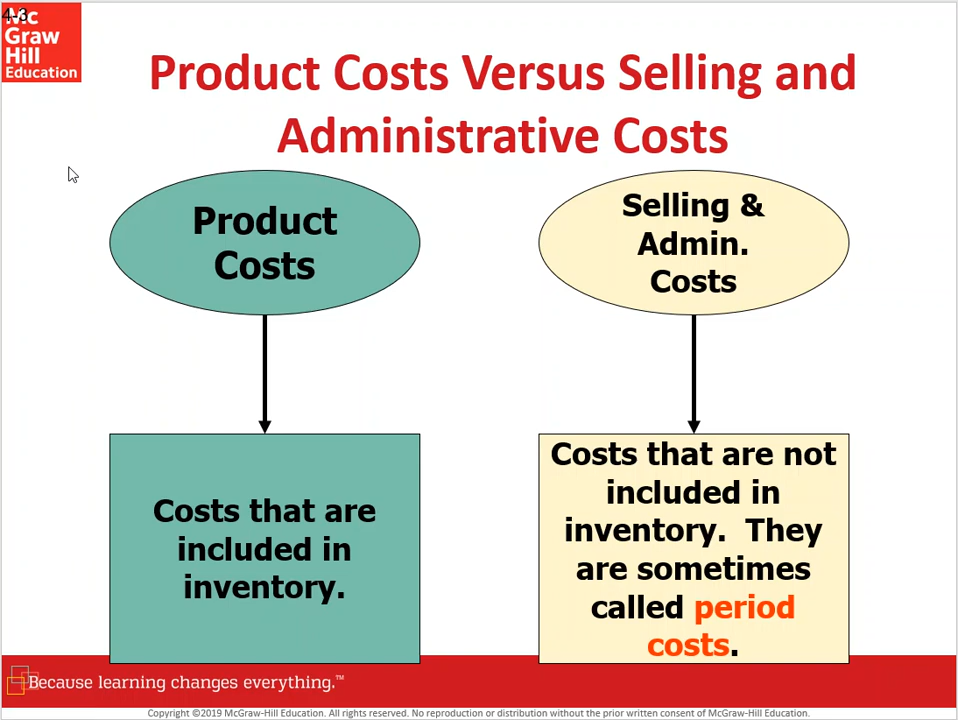 4-3
Mc
Graw
Hill
Education
Product Costs Versus Selling and
Administrative Costs
Product
Costs
Selling &
Admin.
Costs
Costs that are
included in
inventory.
Costs that are not
included in
inventory.  They
are sometimes
called period
costs.
Because learning changes everything.™
Copyright ©2019 McGraw-Hill Education. All rights reserved. No reproduction or distribution without the prior written consent of McGraw-Hill Education.